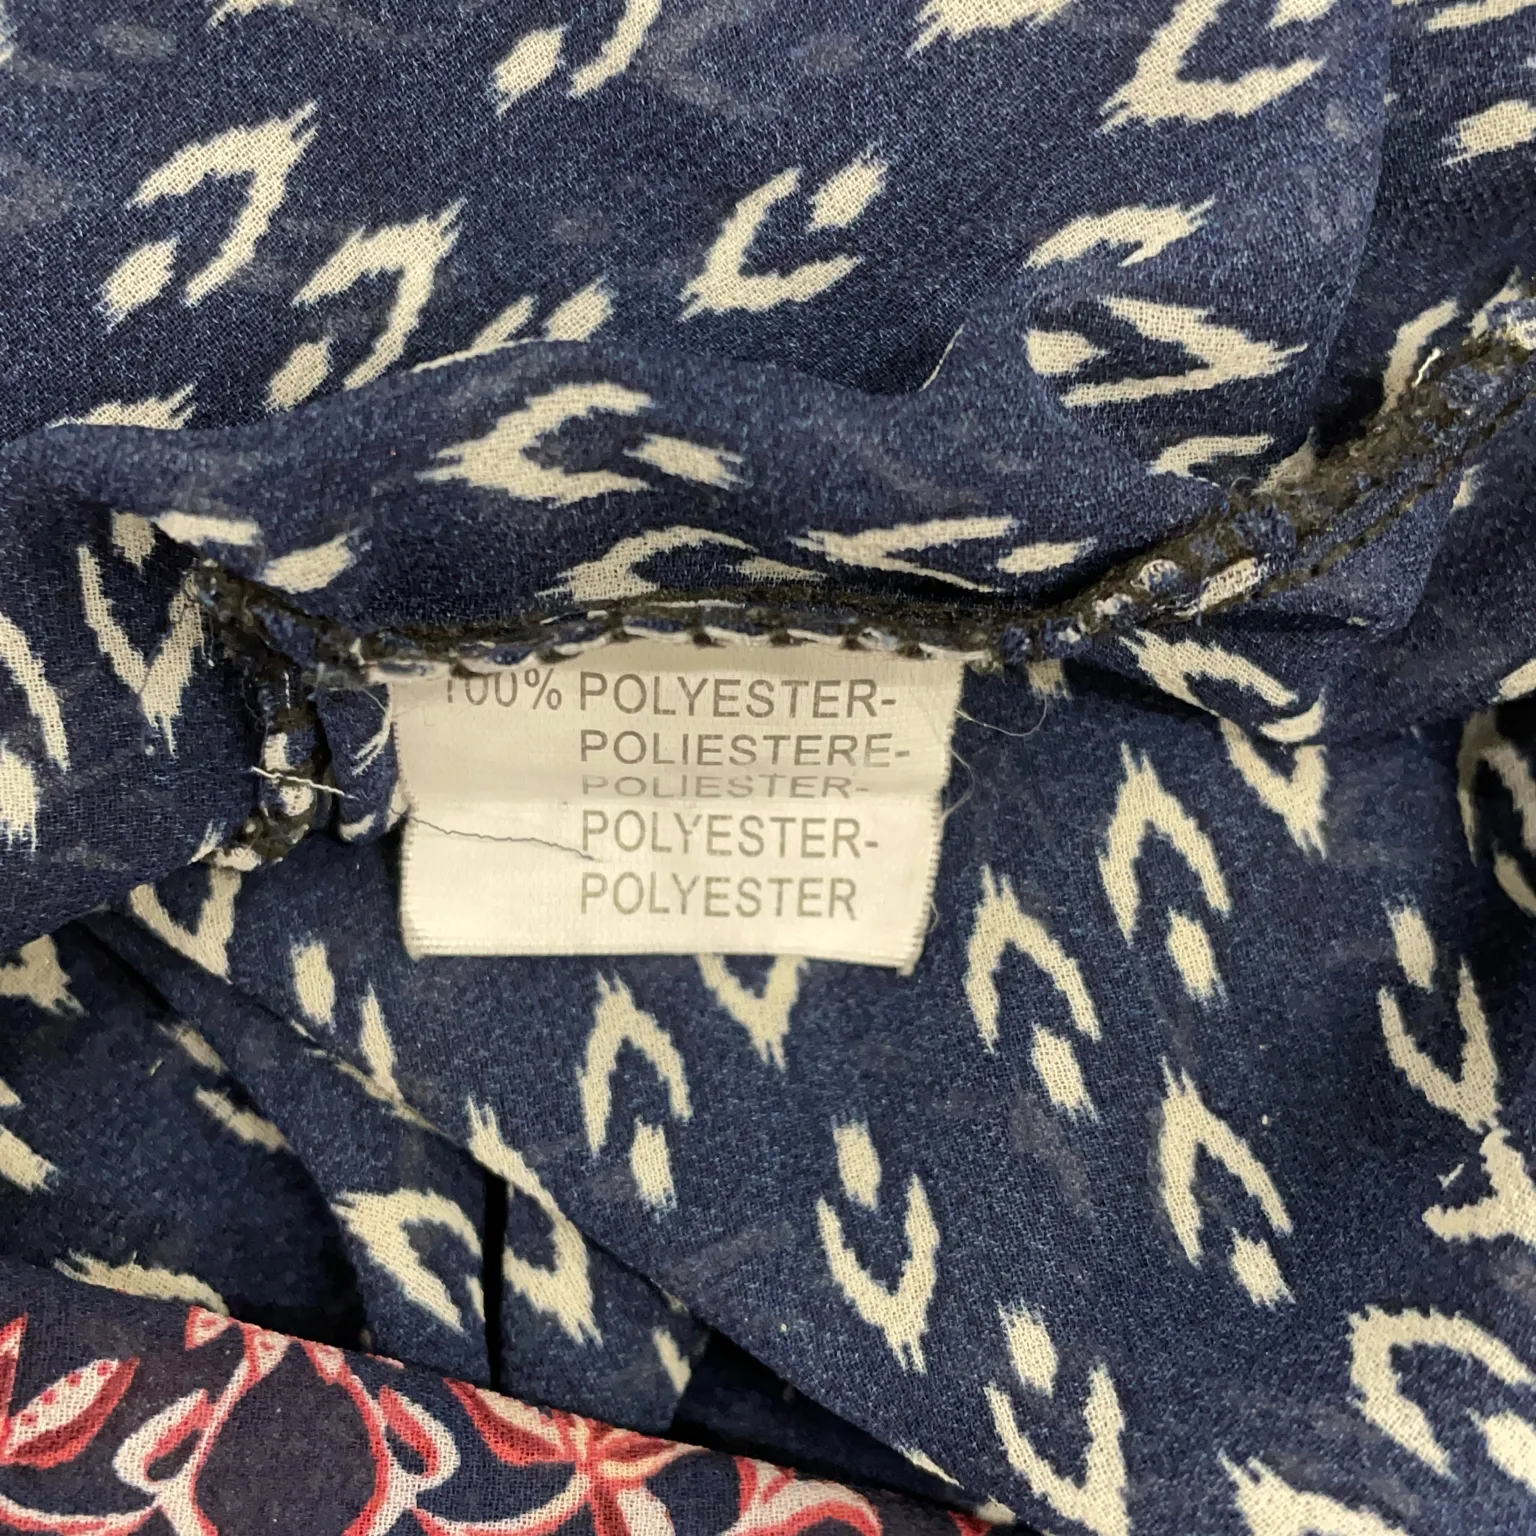 100% POLYESTER-
POLIESTERE-
POLIESTER-
POLYESTER-
POLYESTER